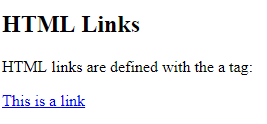 HTML Links
HTML links are defined with the a tag:
This is a link